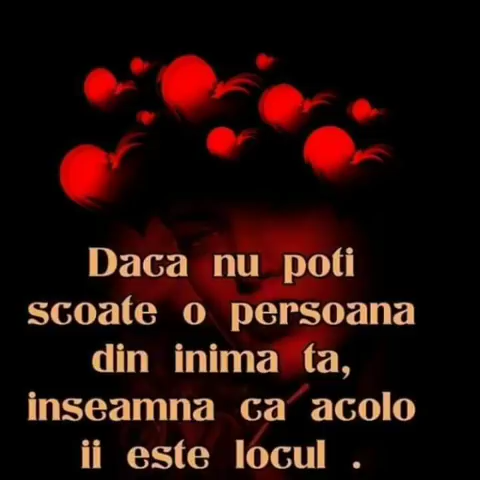 Daca nu poti
scoate o persoana
din inima ta,
inseamna ca acolo
ii este locul .